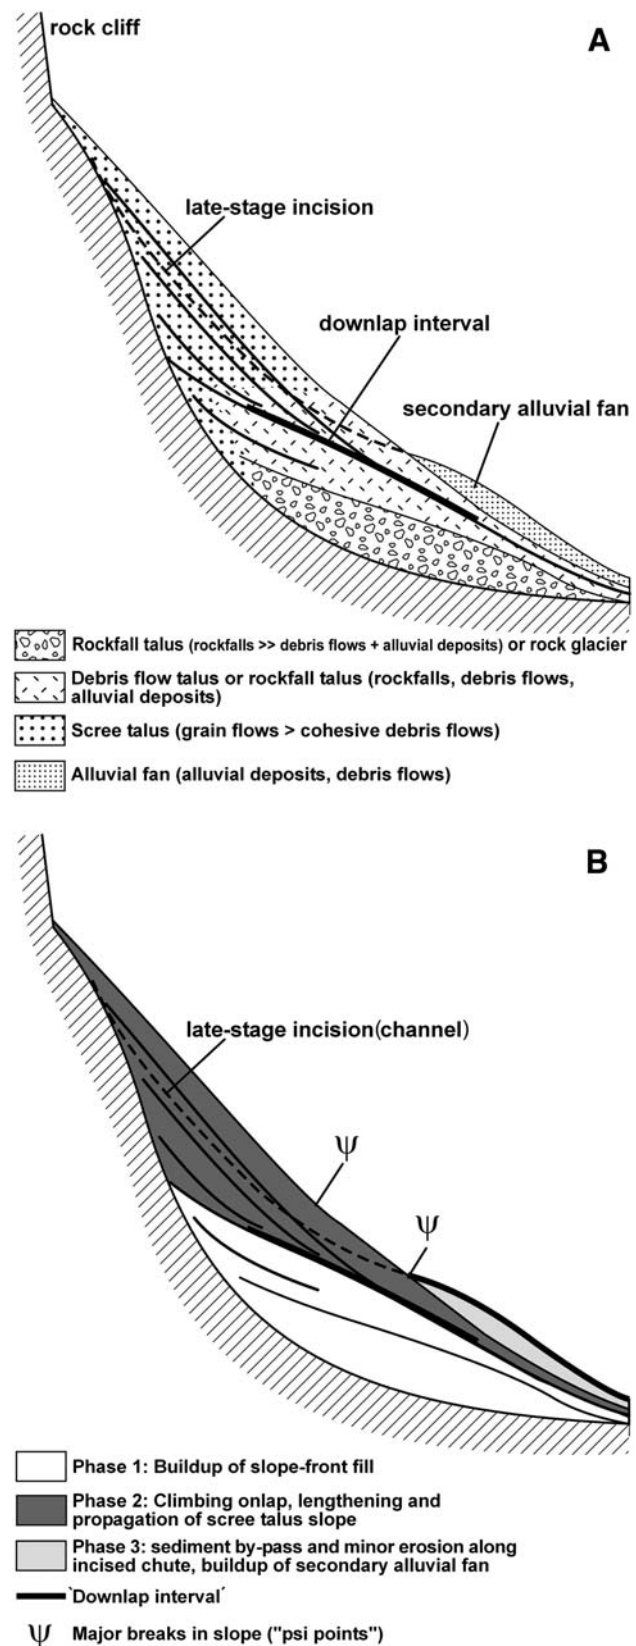 rock cliff
A
late-stage incision
downlap interval
secondary alluvial fan
Rockfall talus (rockfalls >> debris flows + alluvial deposits) or rock glacier
Debris flow talus or rockfall talus (rockfalls, debris flows,
alluvial deposits)
Scree talus (grain flows > cohesive debris flows)
Alluvial fan (alluvial deposits, debris flows)
B
late-stage incision(channel)
ψ
ψ
Phase 1: Buildup of slope-front fill
Phase 2: Climbing onlap, lengthening and
propagation of scree talus slope
Phase 3: sediment by-pass and minor erosion along
incised chute, buildup of secondary alluvial fan
`Downlap interval´
ψ Major breaks in slope ("psi points")